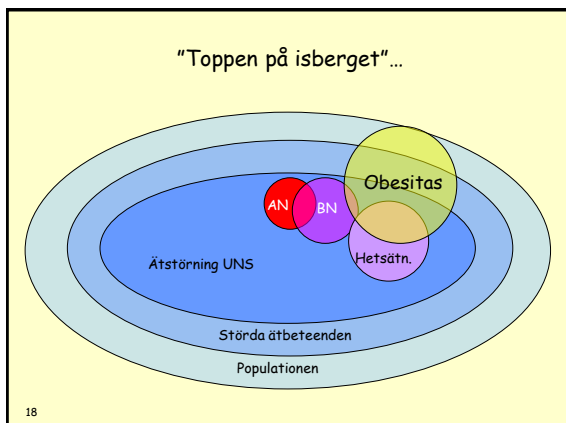 ”Toppen på isberget”…
Obesitas
AN
BN
Hetsätn.
Ätstörning UNS
Störda ätbeteenden
Populationen
18